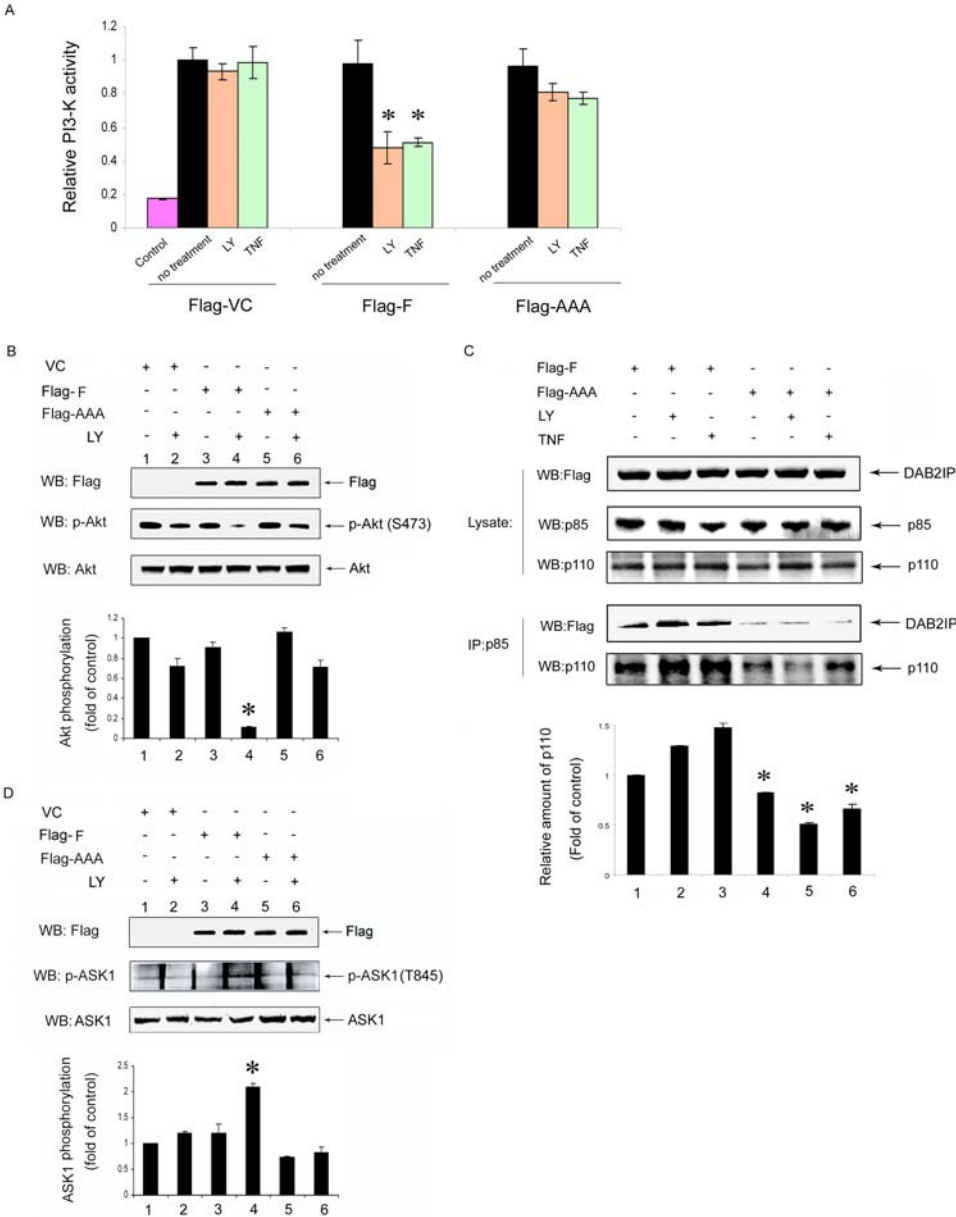 A
Relative PI3-K activity
1.2
1
0.8
0.6
0.4
0.2
0
* *
Control
no treatment
LY
TNF
no treatment
LY
TNF
no treatment
LY
TNF
Flag-VC
Flag-F
Flag-AAA
B
VC + + - - - -
Flag-F - - + + - -
Flag-AAA - - - - + +
LY - + - + - +
1 2 3 4 5 6
WB: Flag
Flag
WB: p-Akt
p-Akt (S473)
WB: Akt
Akt
Akt phosphorylation
(fold of control)
1.2
1
0.8
0.6
0.4
0.2
0
*
1 2 3 4 5 6
C
Flag-F + + + - - -
Flag-AAA - - - + + +
LY - + - - + -
TNF - - + - - +
Lysate:
WB:Flag
DAB2IP
WB:p85
p85
WB:p110
p110
IP:p85
WB:Flag
DAB2IP
WB:p110
p110
Relative amount of p110
(Fold of control)
1.5
1
0.5
0
* * *
1 2 3 4 5 6
D
VC + + - - - -
Flag-F - - + + - -
Flag-AAA - - - - + +
LY - + - + - +
1 2 3 4 5 6
WB: Flag
Flag
WB: p-ASK1
p-ASK1(T845)
WB: ASK1
ASK1
ASK1 phosphorylation
(fold of control)
2.5
2
1.5
1
0.5
0
*
1 2 3 4 5 6